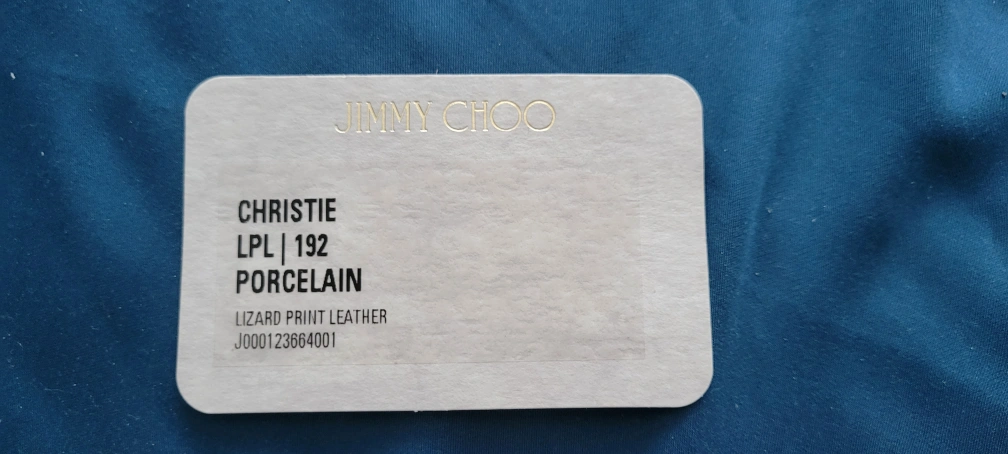 JIMMY CHOO
CHRISTIE
LPL | 192
PORCELAIN
LIZARD PRINT LEATHER
J000123664001